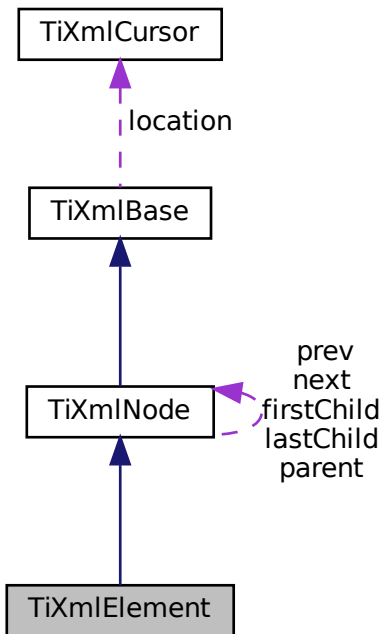 TiXmlCursor
location
TiXmlBase
prev
next
firstChild
lastChild
parent
TiXmlNode
TiXmlElement